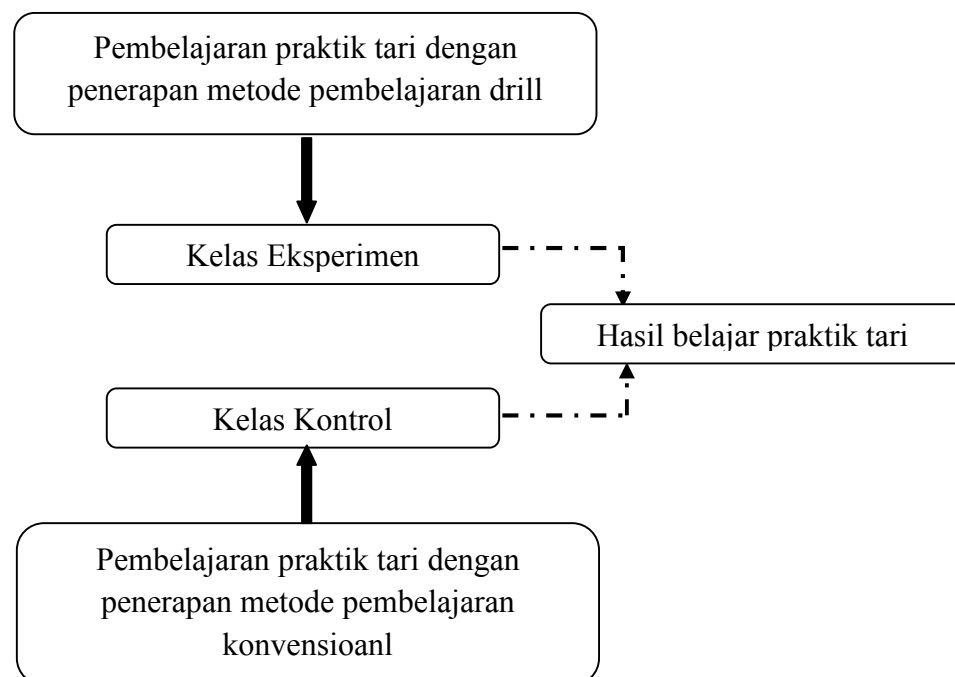 Pembelajaran praktik tari dengan
penerapan metode pembelajaran drill
Kelas Eksperimen
Hasil belajar praktik tari
Kelas Kontrol
Pembelajaran praktik tari dengan
penerapan metode pembelajaran
konvensioanl